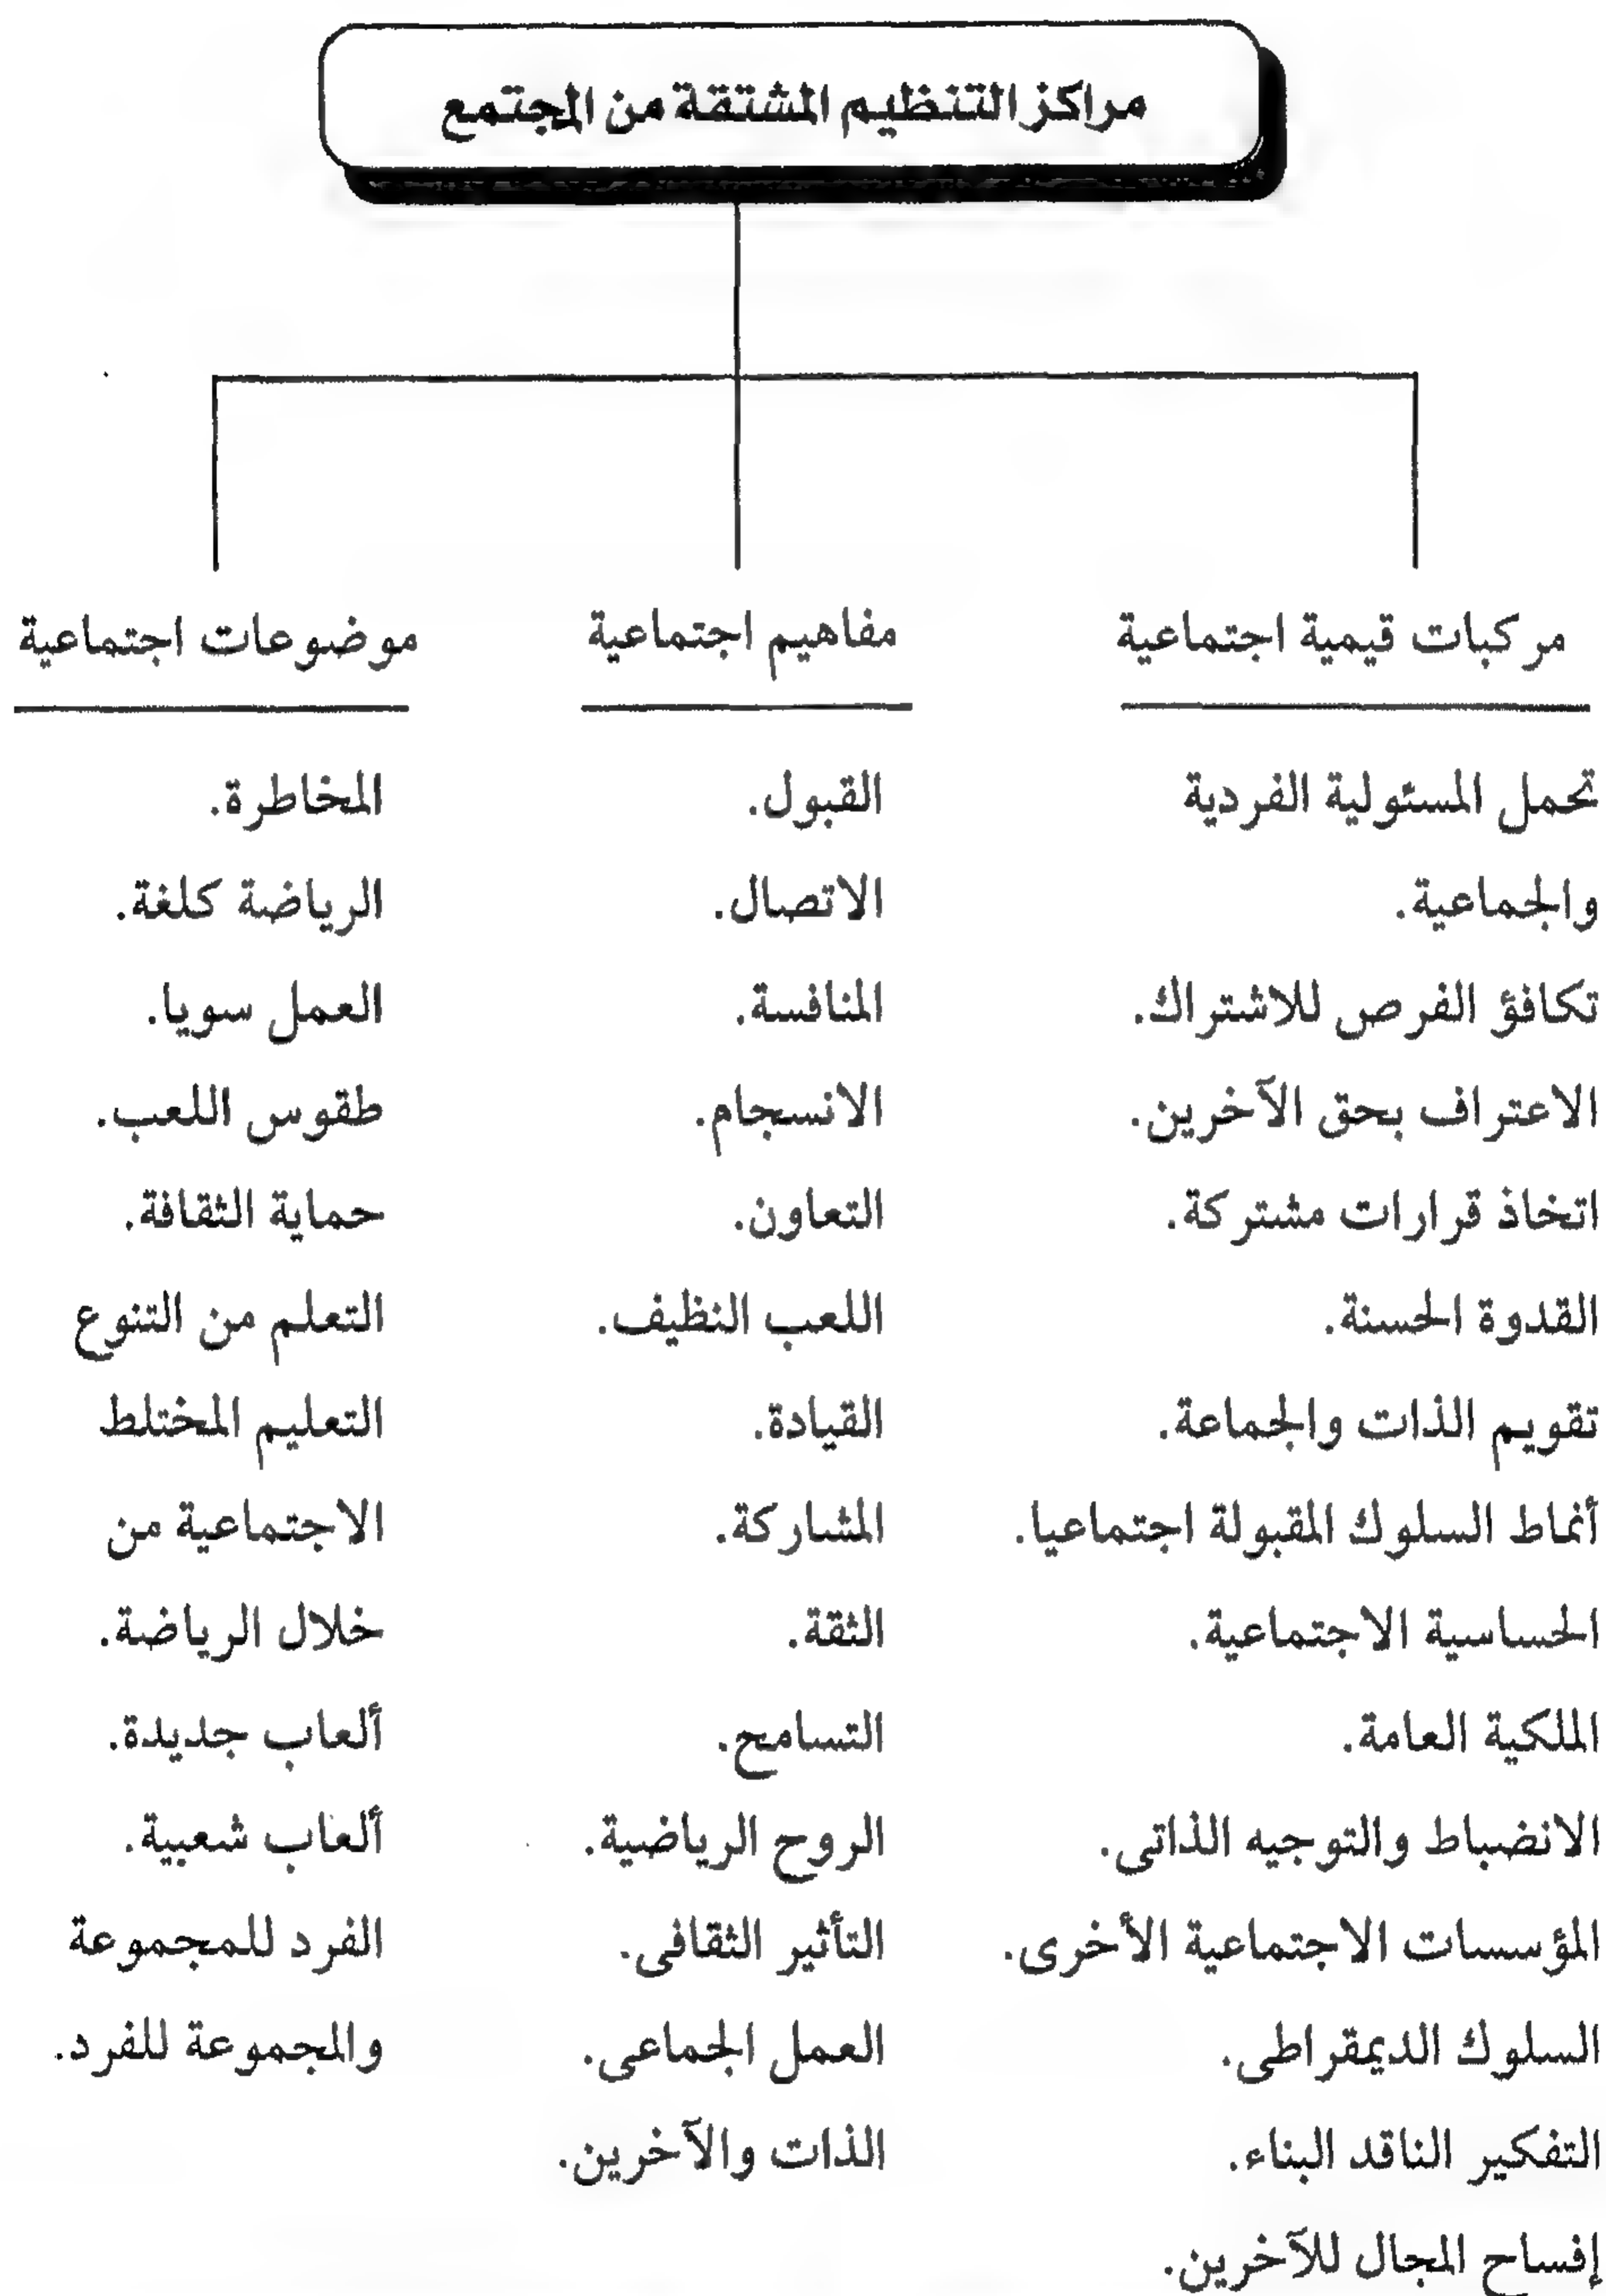 مراكز التنظيم المشتقة من المجتمع
مركبات قيمية اجتماعية
تحمل المسئولية الفردية
والجماعية.
تكافؤ الفرص للاشتراك.
الاعتراف بحق الآخرين.
اتخاذ قرارات مشتركة.
القدوة الحسنة.
تقويم الذات والجماعة.
أنماط السلوك المقبولة اجتماعيا.
الحساسية الاجتماعية.
الملكية العامة.
الانضباط والتوجيه الذاتى.
المؤسسات الاجتماعية الأخرى.
السلوك الديمقراطى.
التفكير الناقد البناء.
إفساح المجال للآخرين.
مفاهيم اجتماعية
القبول.
الاتصال.
المنافسة.
الانسجام.
التعاون.
اللعب النظيف.
القيادة.
المشاركة.
الثقة.
التسامح.
الروح الرياضية.
التأثير الثقافى.
العمل الجماعى.
الذات والآخرين.
موضوعات اجتماعية
المخاطرة.
الرياضة كلغة.
العمل سويا.
طقوس اللعب.
حماية الثقافة.
التعلم من التنوع
التعليم المختلط
الاجتماعية من
خلال الرياضة.
ألعاب جديدة.
ألعاب شعبية.
الفرد للمجموعة
والمجموعة للفرد.